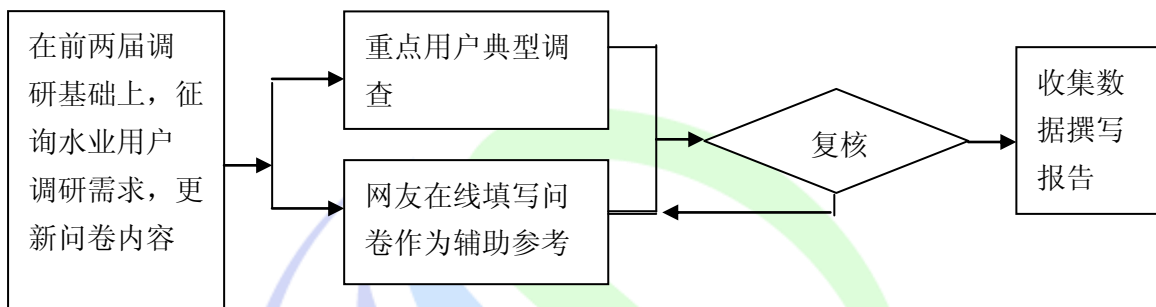 在前两届调
研基础上，征
询水业用户
调研需求，更
新问卷内容
重点用户典型调
查
网友在线填写问
卷作为辅助参考
复核
收集数
据撰写
报告